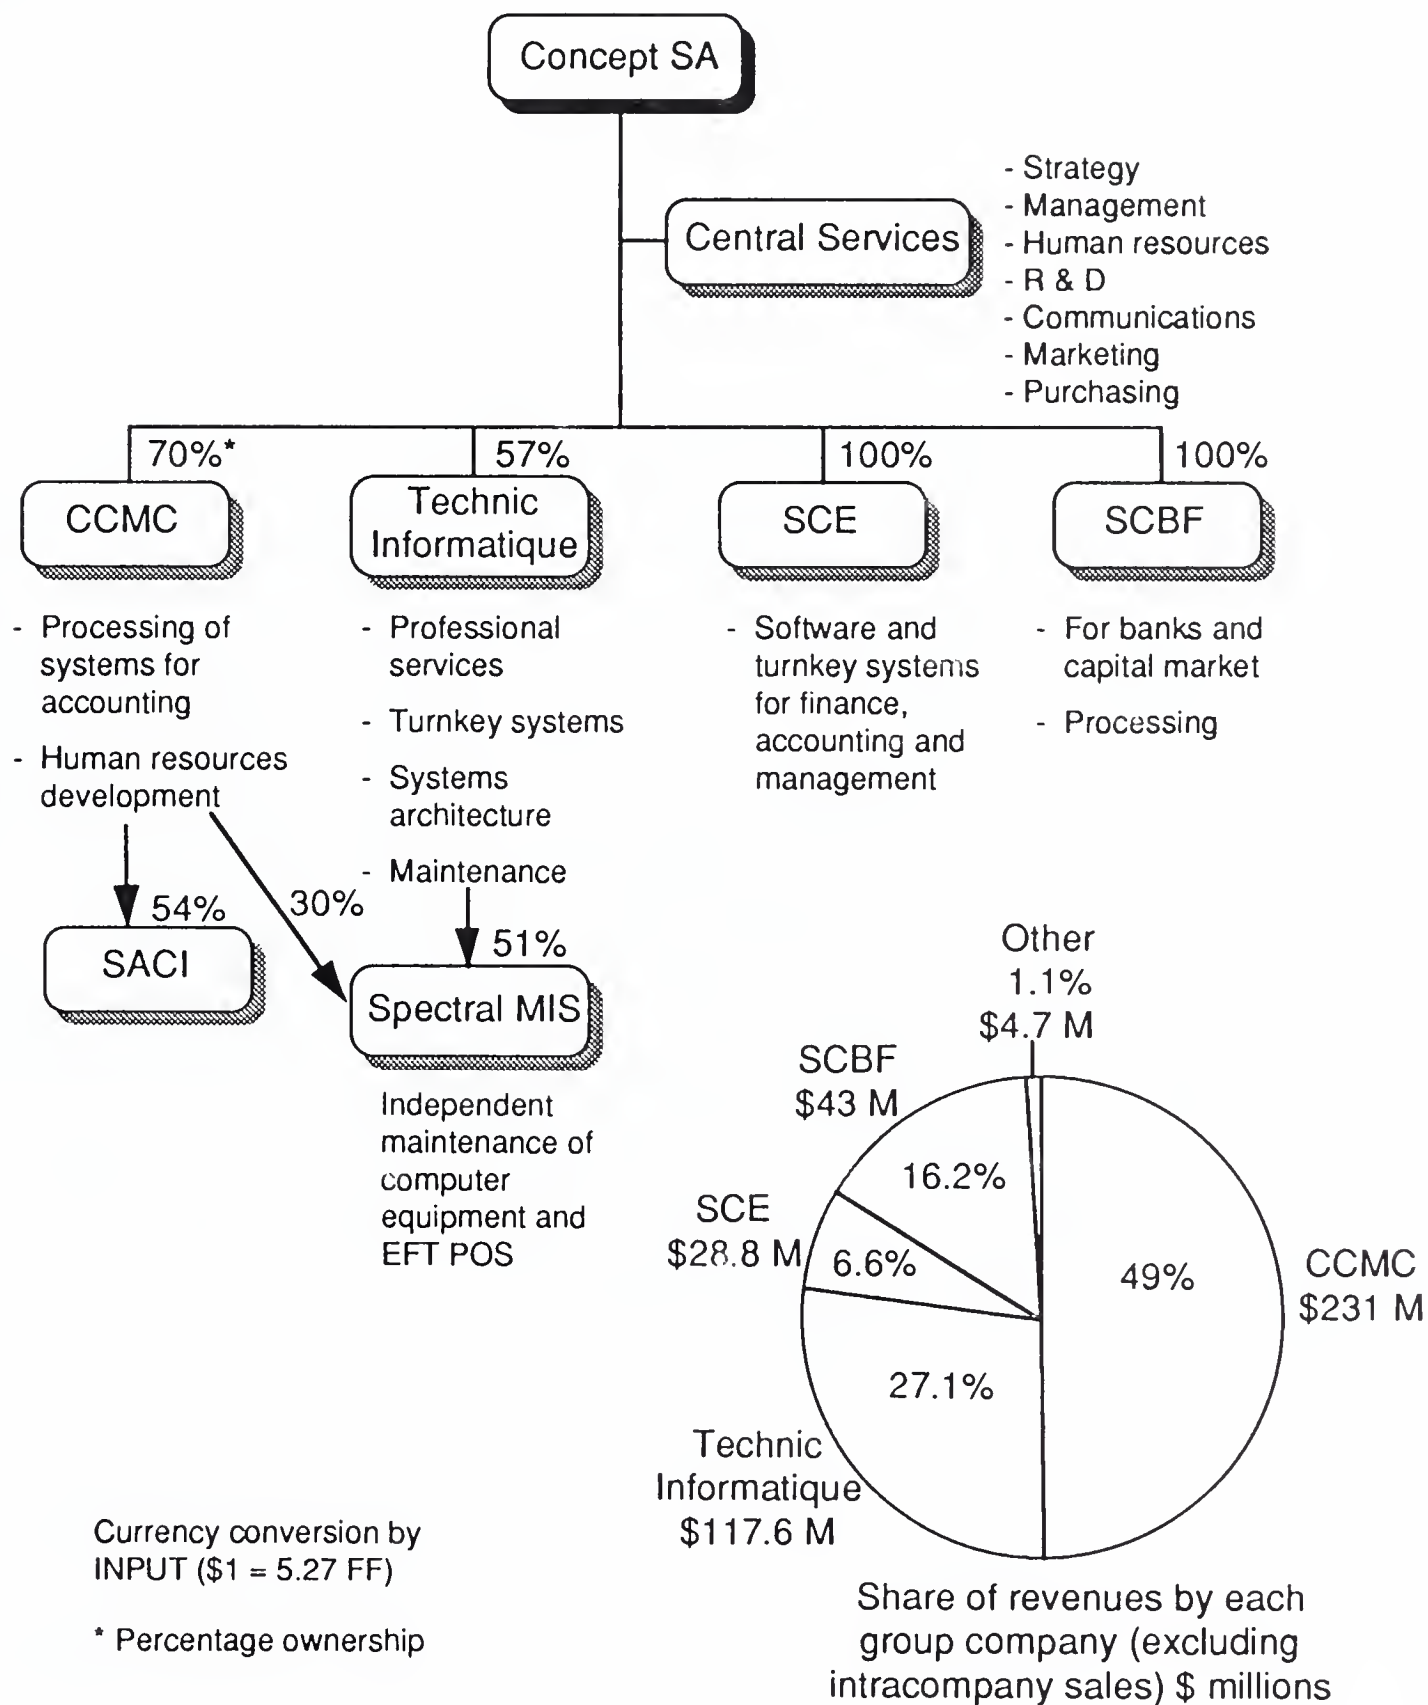 Concept SA
Central Services
- Strategy
- Management
- Human resources
- R & D
- Communications
- Marketing
- Purchasing
70%*
57%
100%
100%
CCMC
Technic
Informatique
SCE
SCBF
- Processing of
systems for
accounting
- Human resources
development
- Professional
services
- Turnkey systems
- Systems
architecture
- Maintenance
- Software and
turnkey systems
for finance,
accounting and
management
- For banks and
capital market
- Processing
54%
30%
51%
SACI
Spectral MIS
Independent
maintenance of
computer
equipment and
EFT POS
Other
1.1%
$4.7 M
SCBF
$43 M
16.2%
SCE
$28.8 M
6.6%
49%
CCMC
$231 M
27.1%
Technic
Informatique
$117.6 M
Share of revenues by each
group company (excluding
intracompany sales) $ millions
Currency conversion by
INPUT ($1 = 5.27 FF)
* Percentage ownership